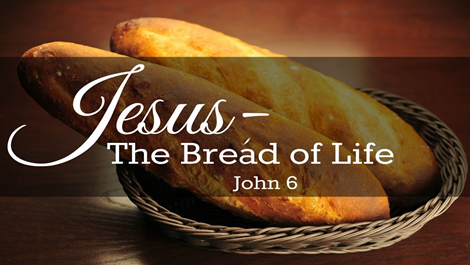 Jesus -
The Bread of Life
John 6